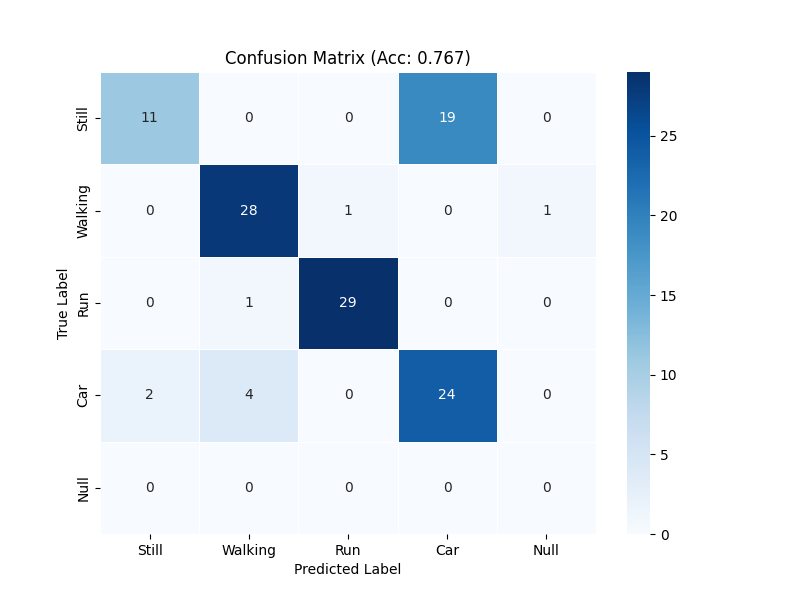 Confusion Matrix (Acc: 0.767)
True Label
Still 11 0 0 19 0
Walking 0 28 1 0 1
Run 0 1 29 0 0
Car 2 4 0 24 0
Null 0 0 0 0 0
Still Walking Run Car Null
Predicted Label
25
20
15
10
5
0